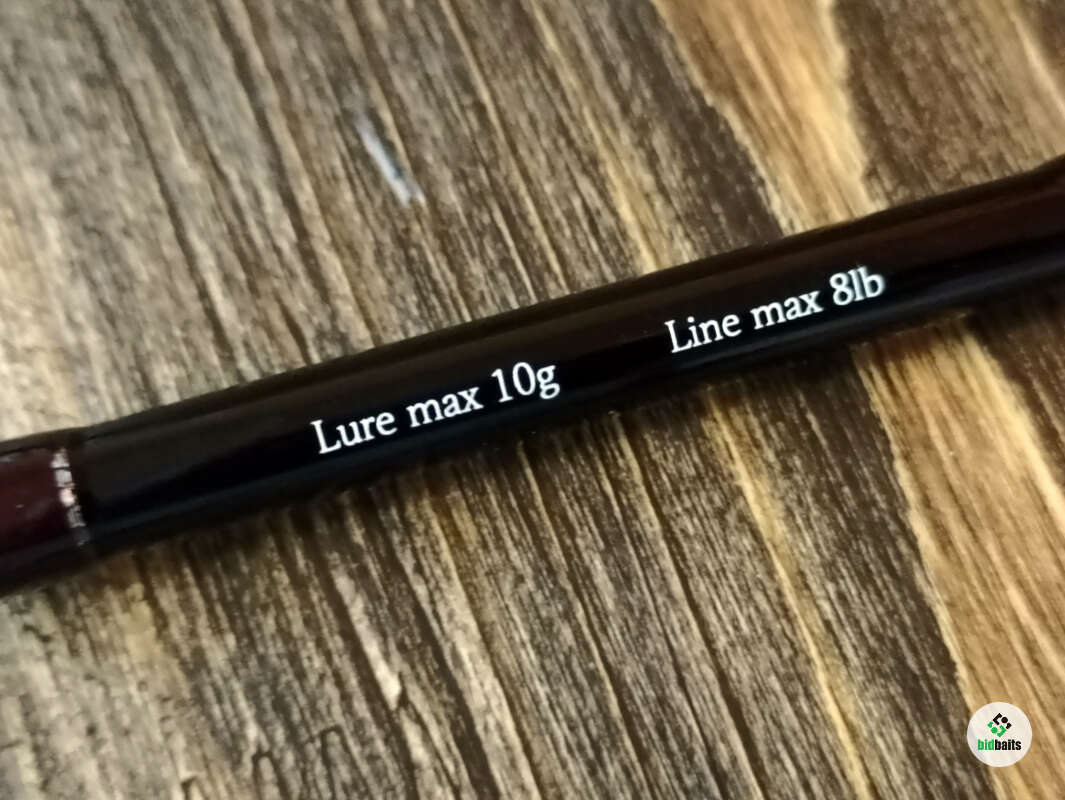 Lure max 10g
Line max 8lb
bidbaits